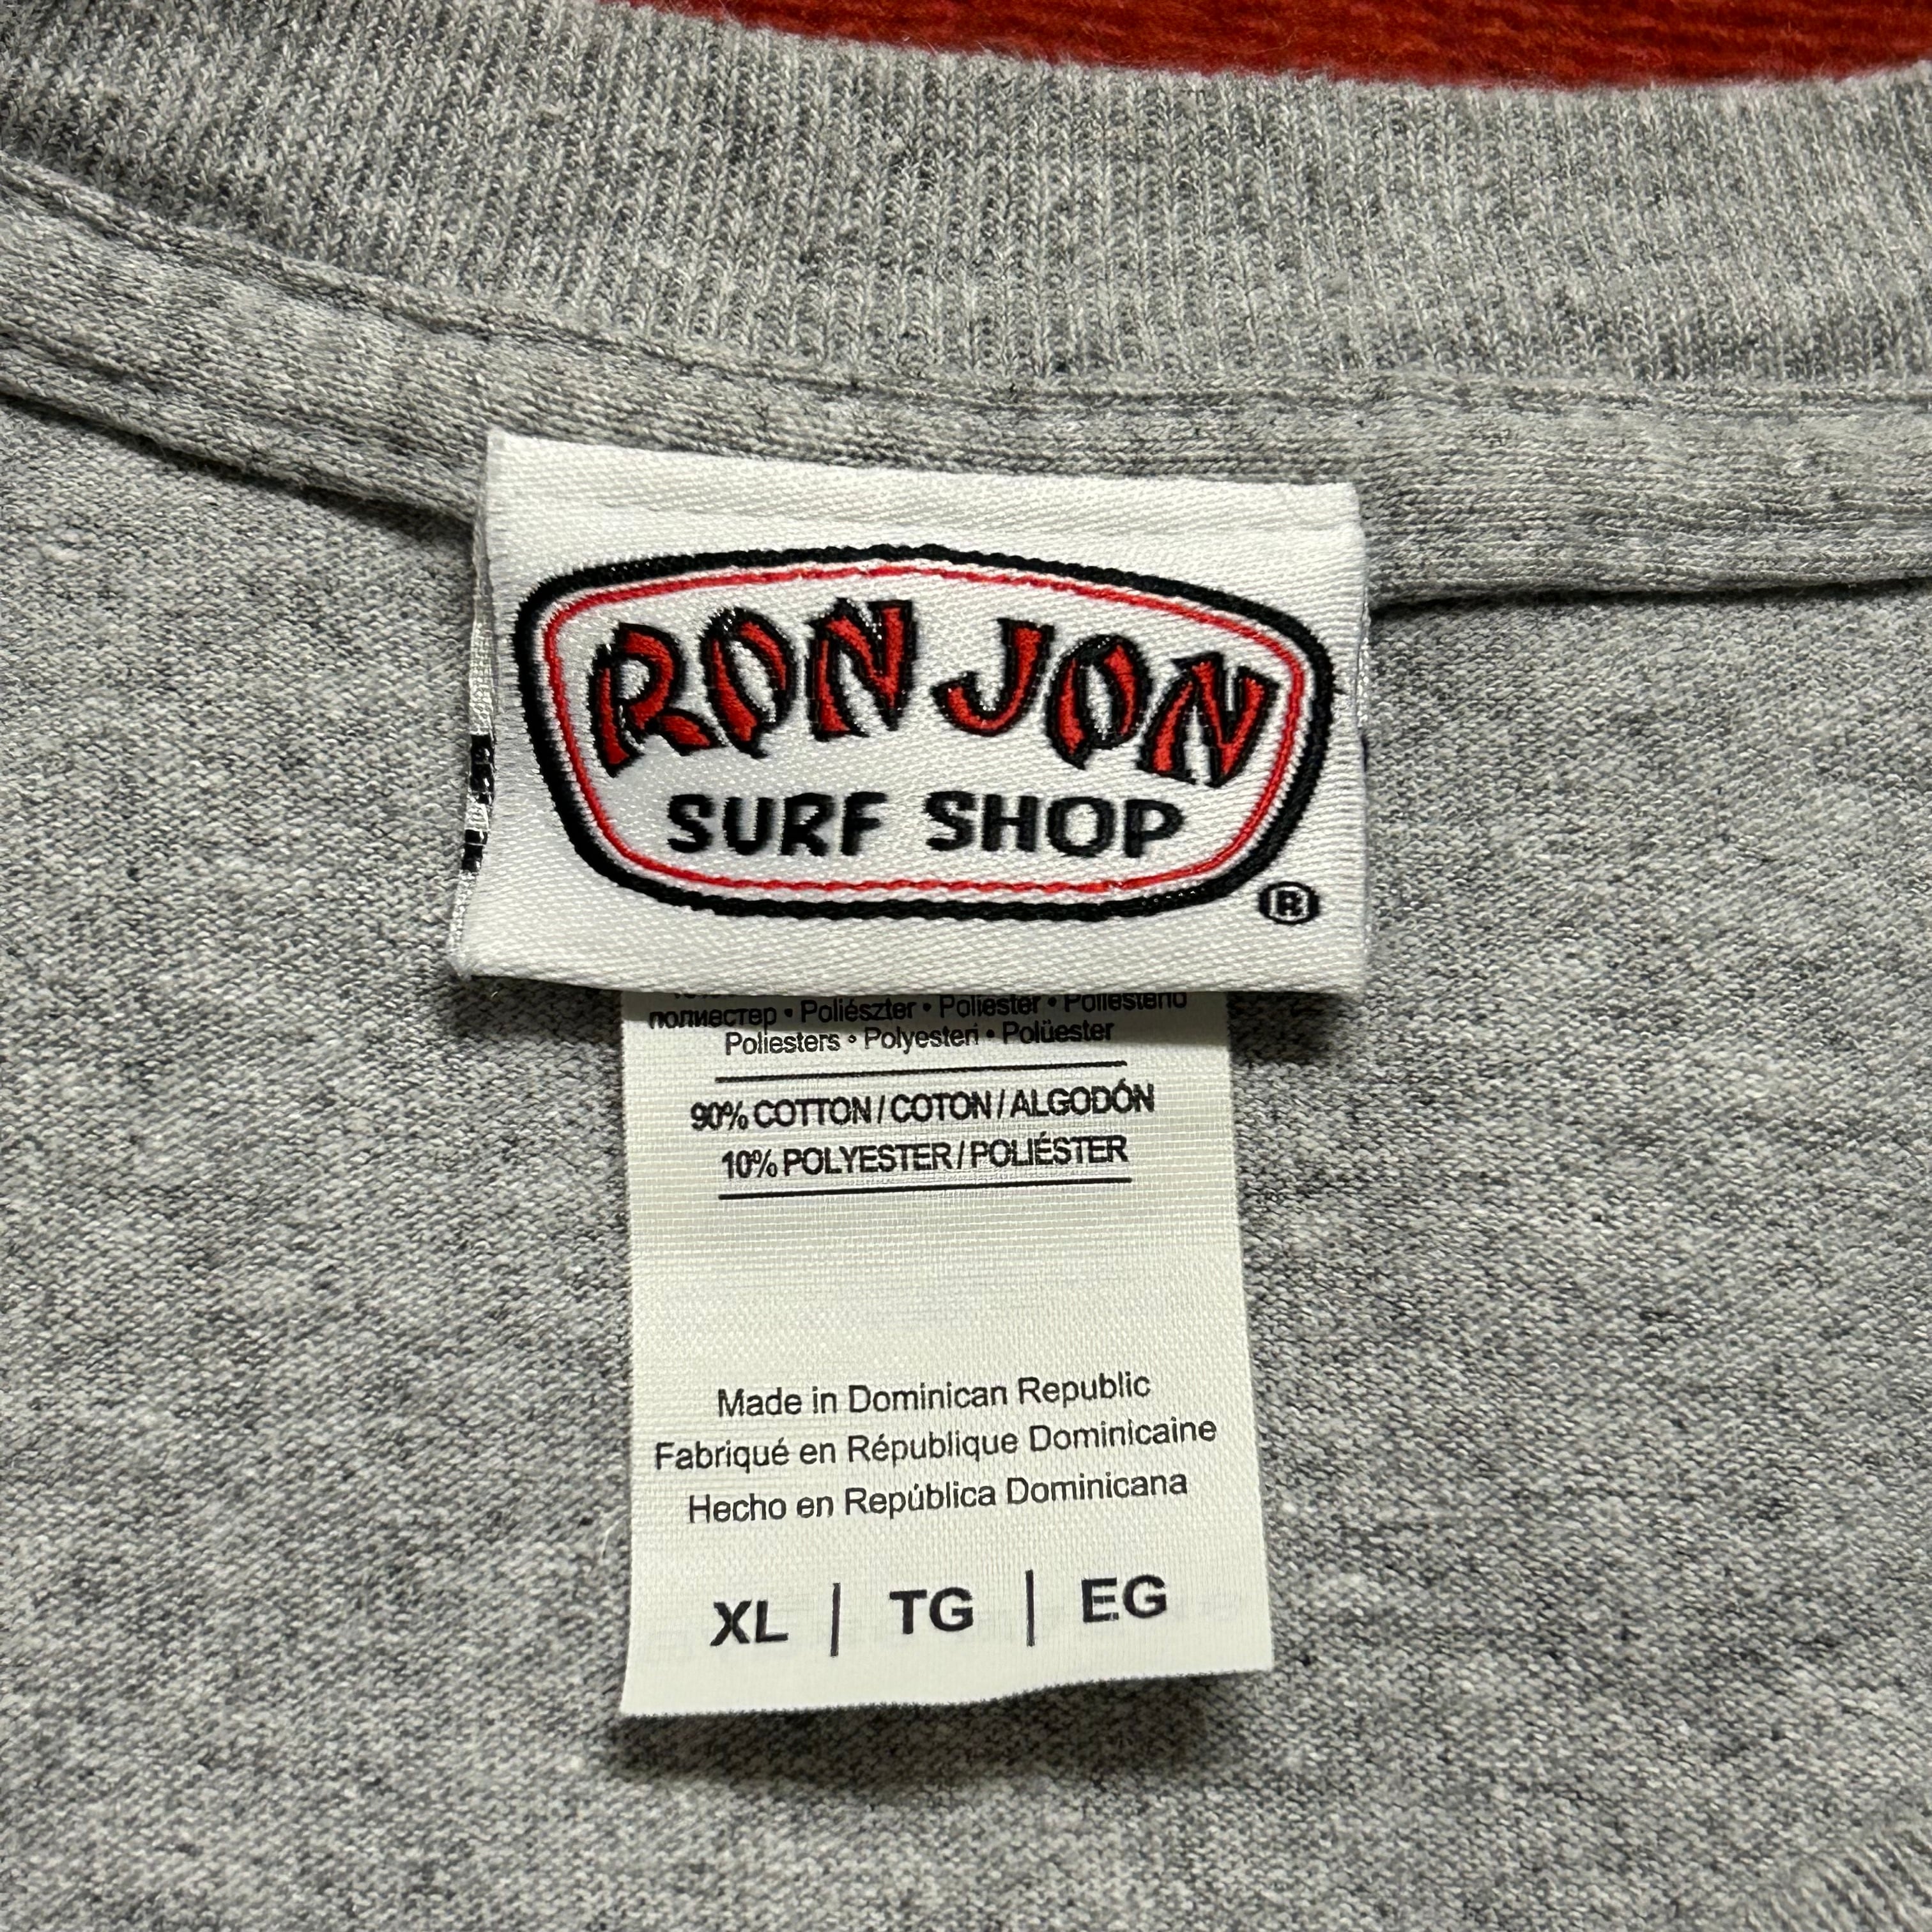 RON JON
SURF SHOP
®
полиестер • Poliészter • Poliester • Poliesterio
Poliesters • Polyesteri • Polüester
90% COTTON / COTON / ALGODÓN
10% POLYESTER / POLIÉSTER
Made in Dominican Republic
Fabriqué en République Dominicaine
Hecho en República Dominicana
XL | TG | EG